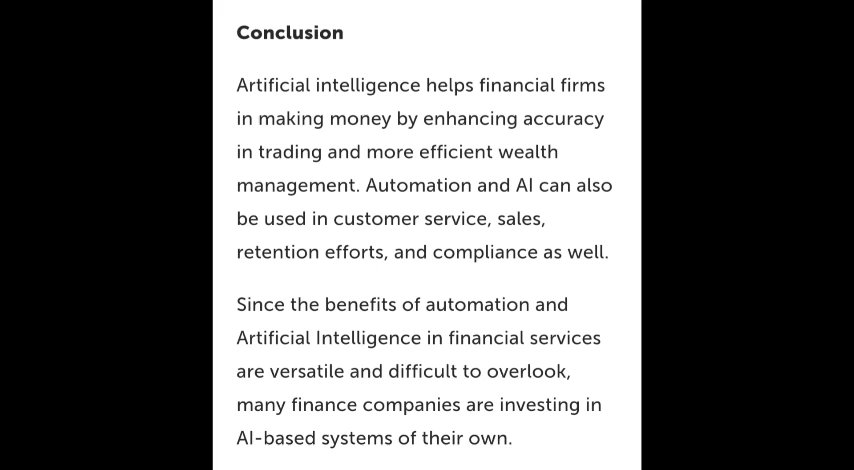 Conclusion
Artificial intelligence helps financial firms
in making money by enhancing accuracy
in trading and more efficient wealth
management. Automation and AI can also
be used in customer service, sales,
retention efforts, and compliance as well.
Since the benefits of automation and
Artificial Intelligence in financial services
are versatile and difficult to overlook,
many finance companies are investing in
AI-based systems of their own.